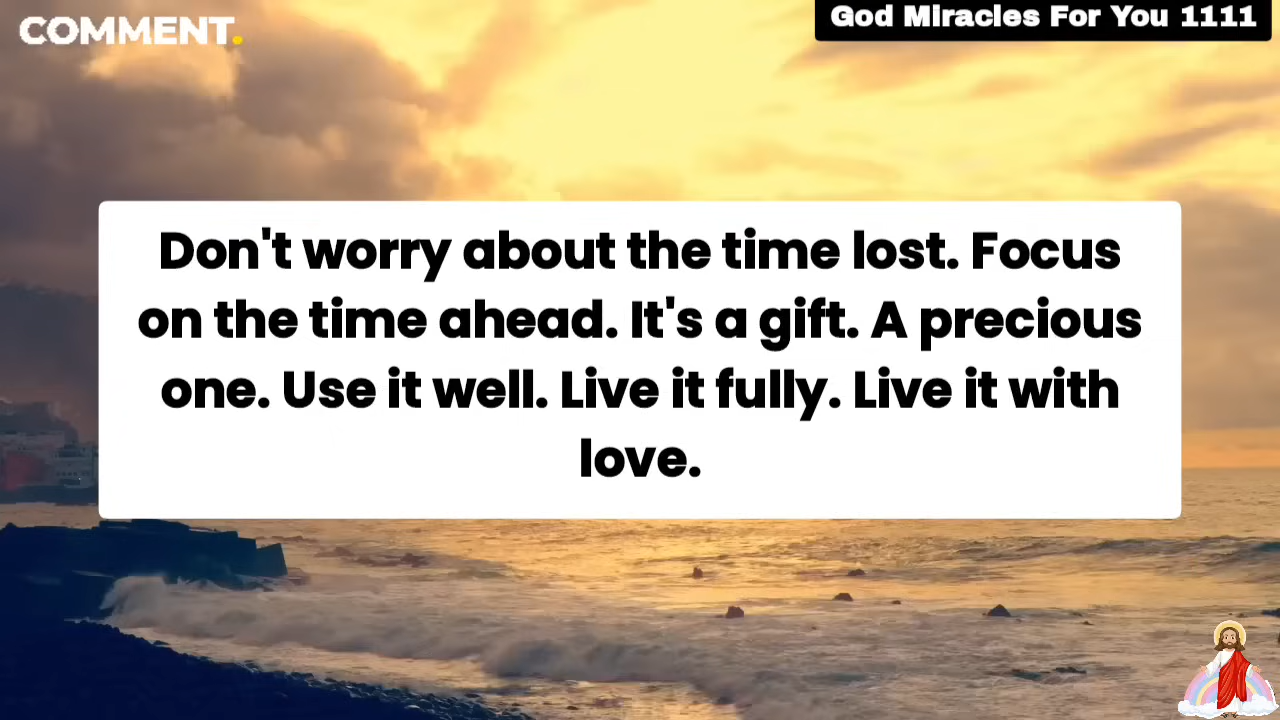 COMMENT.
God Miracles For You 1111
Don't worry about the time lost. Focus
on the time ahead. It's a gift. A precious
one. Use it well. Live it fully. Live it with
love.